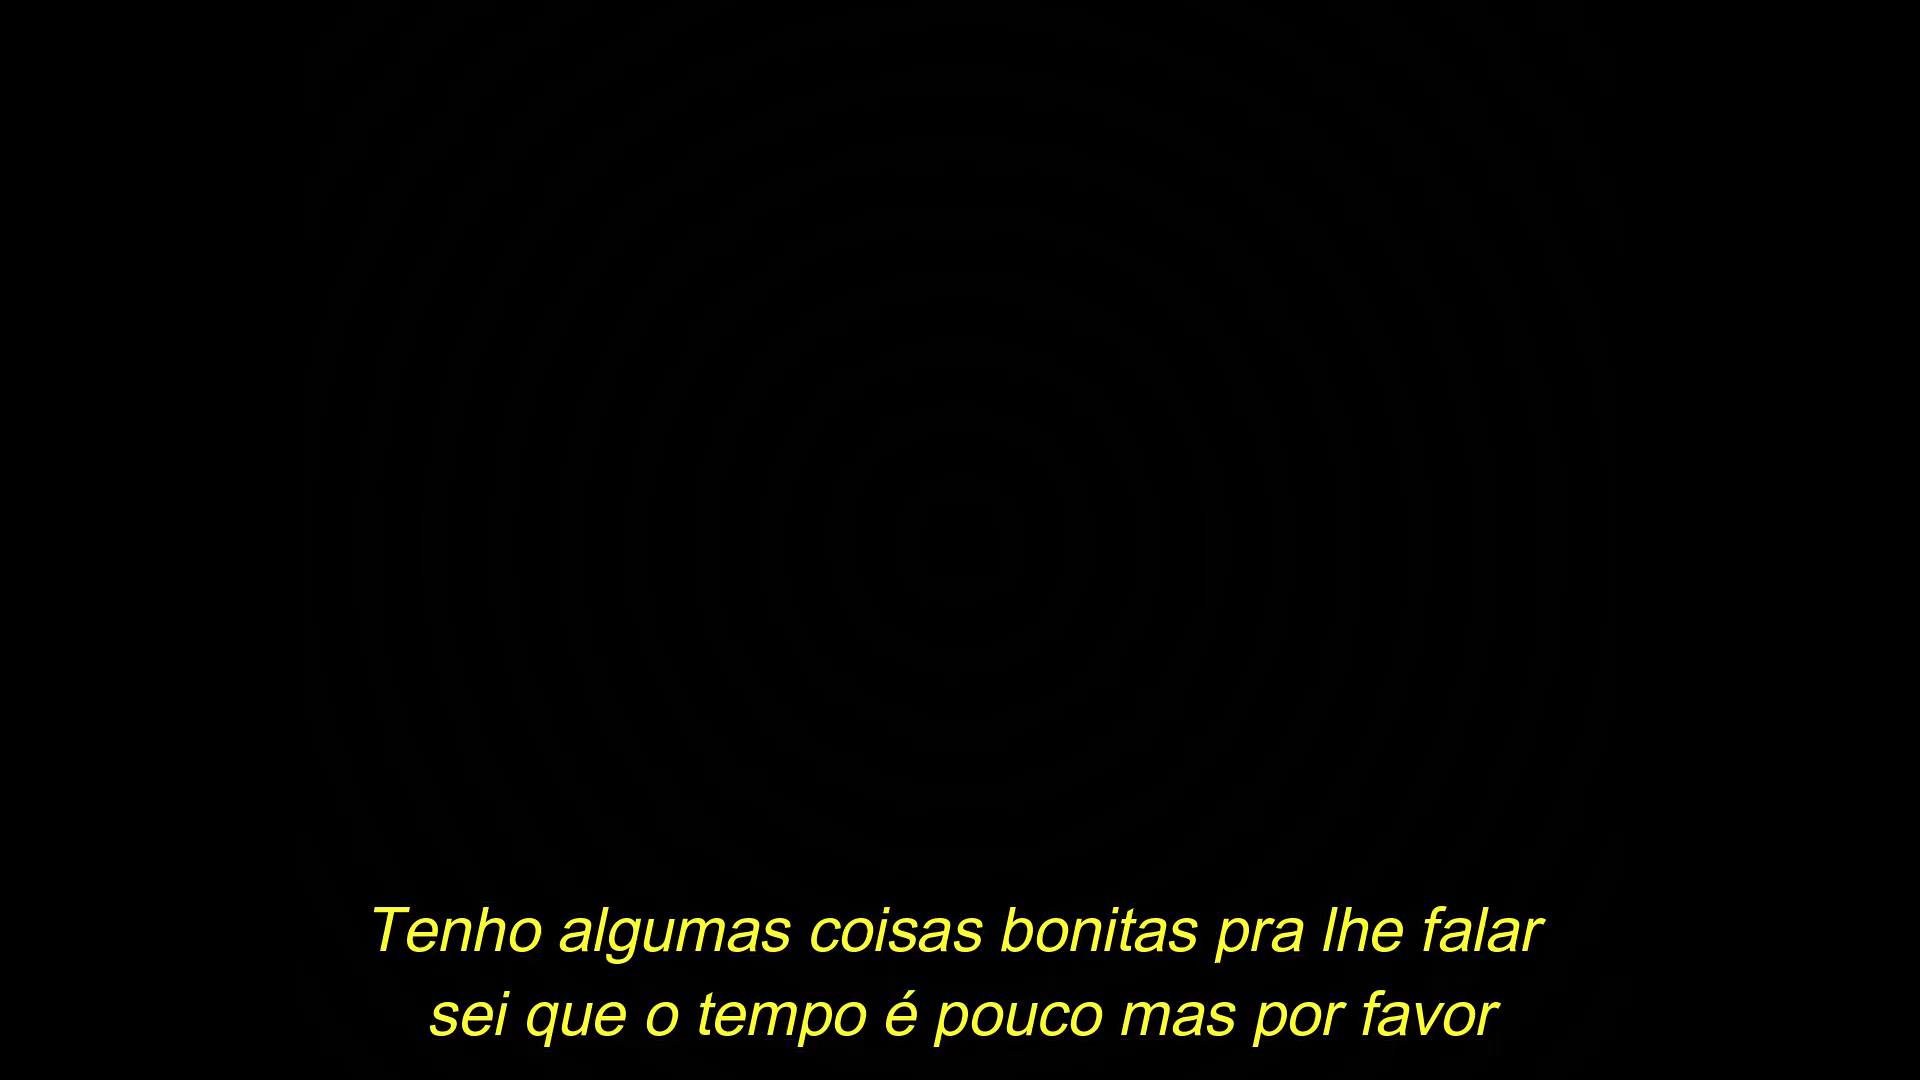 Tenho algumas coisas bonitas pra lhe falar
sei que o tempo é pouco mas por favor